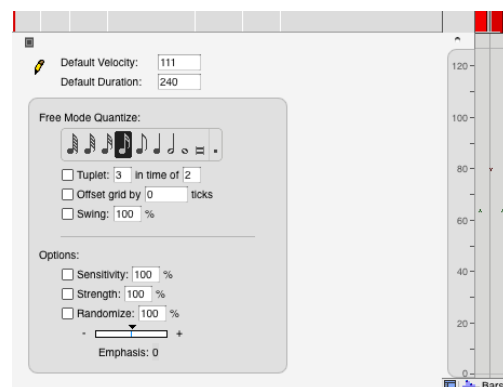 Default Velocity: 111
Default Duration: 240
Free Mode Quantize:
Tuplet: 3 in time of 2
Offset grid by 0 ticks
Swing: 100 %
Options:
Sensitivity: 100 %
Strength: 100 %
Randomize: 100 %
- +
Emphasis: 0
120
100
80
60
40
20
0